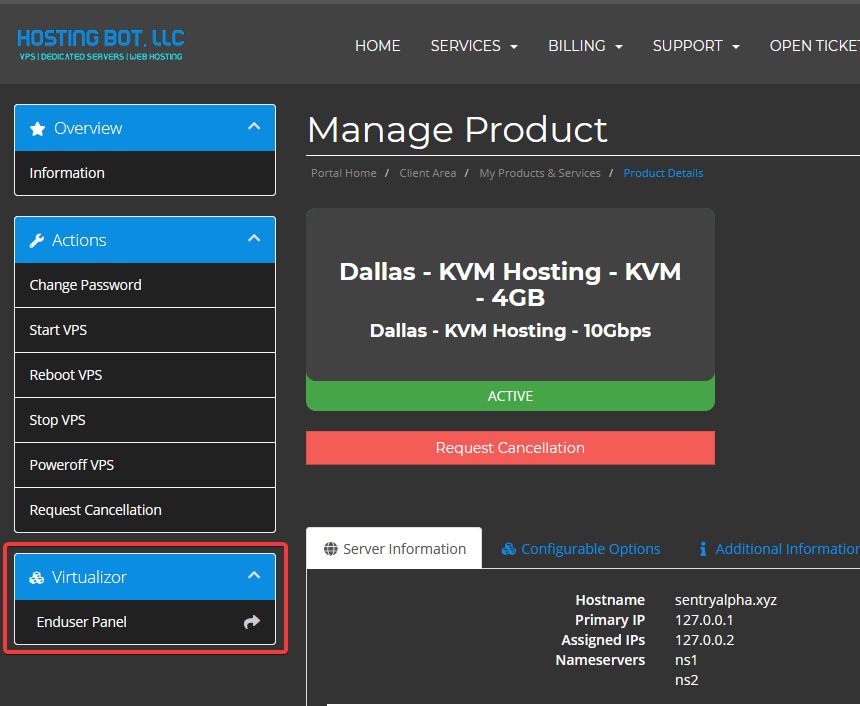 HOSTING BOT, LLC
VPS | DEDICATED SERVERS | WEB HOSTING
HOME SERVICES BILLING SUPPORT OPEN TICKET
Overview
Information
Actions
Change Password
Start VPS
Reboot VPS
Stop VPS
Poweroff VPS
Request Cancellation
Virtualizor
Enduser Panel
Manage Product
Portal Home / Client Area / My Products & Services / Product Details
Dallas - KVM Hosting - KVM
- 4GB
Dallas - KVM Hosting - 10Gbps
ACTIVE
Request Cancellation
Server Information Configurable Options Additional Information
Hostname sentryalpha.xyz
Primary IP 127.0.0.1
Assigned IPs 127.0.0.2
Nameservers ns1
ns2